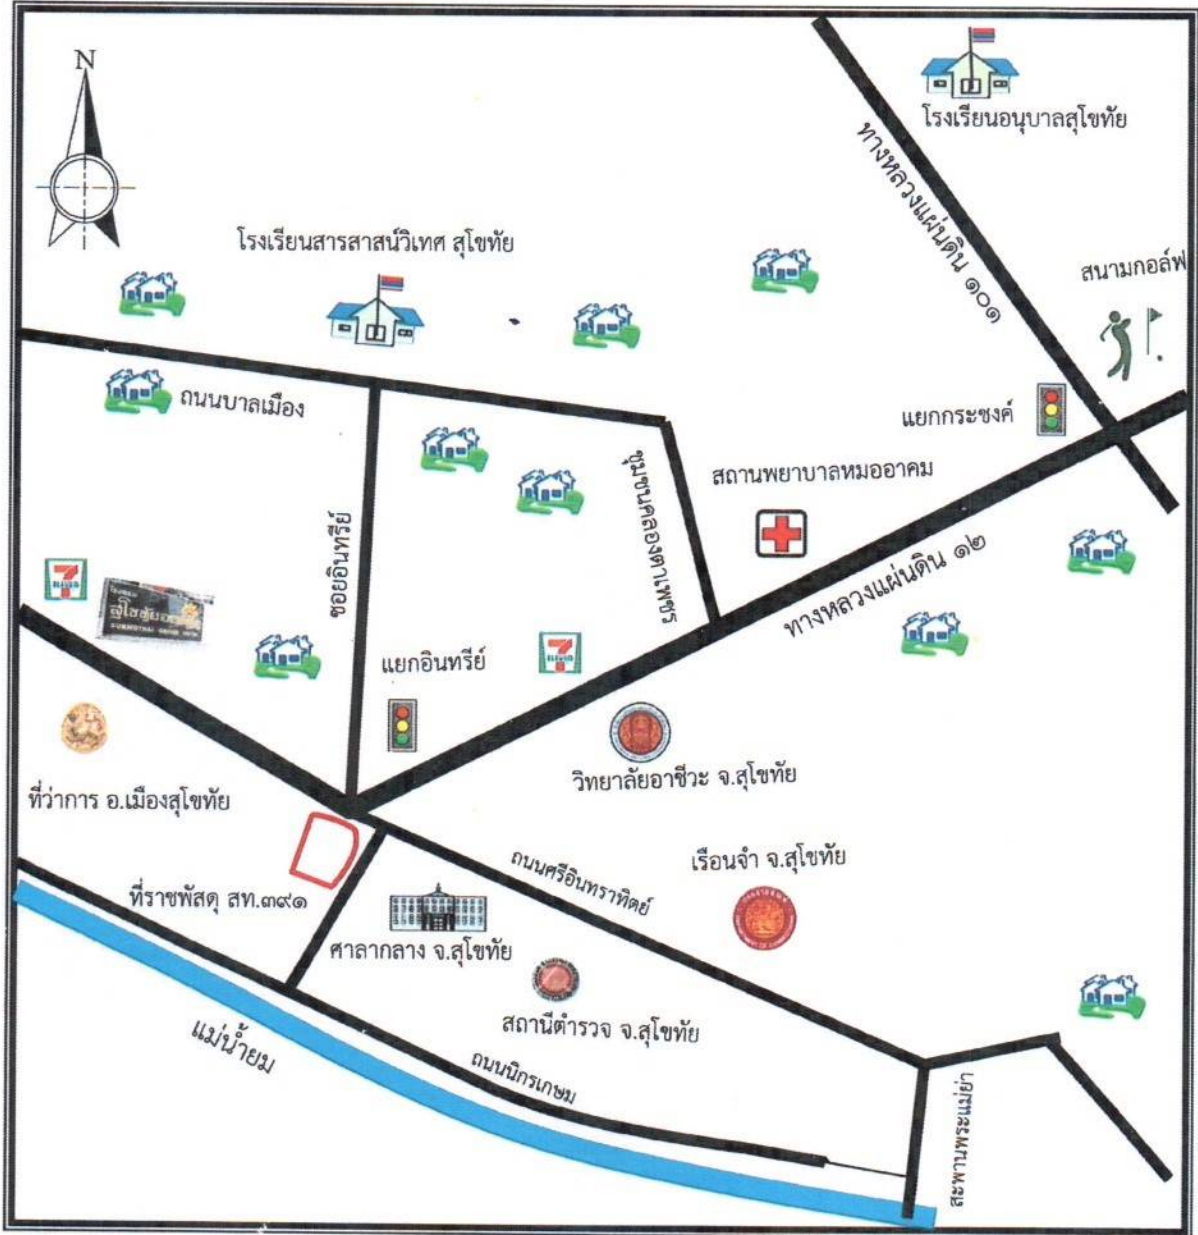 N
โรงเรียนอนุบาลสุโขทัย
ทางหลวงแผ่นดิน ๑๐๑
โรงเรียนสารสาสน์วิเทศ สุโขทัย
สนามกอล์ฟ
ถนนบาลเมือง
แยกกระชงค์
สถานพยาบาลหมออาคม
ชุมชนคลองตาเพชร
ซอยอินทรีย์
ทางหลวงแผ่นดิน ๑๒
7
ELEVEN
โรงแรม
แยกอินทรีย์
7
ELEVEN
วิทยาลัยอาชีวะ จ.สุโขทัย
ที่ว่าการ อ.เมืองสุโขทัย
ถนนศรีอินทราทิตย์
เรือนจำ จ.สุโขทัย
ที่ราชพัสดุ สท.๓๙๑
ศาลากลาง จ.สุโขทัย
สถานีตำรวจ จ.สุโขทัย
แม่น้ำยม
ถนนนิกรเกษม
สะพานพระแม่ย่า